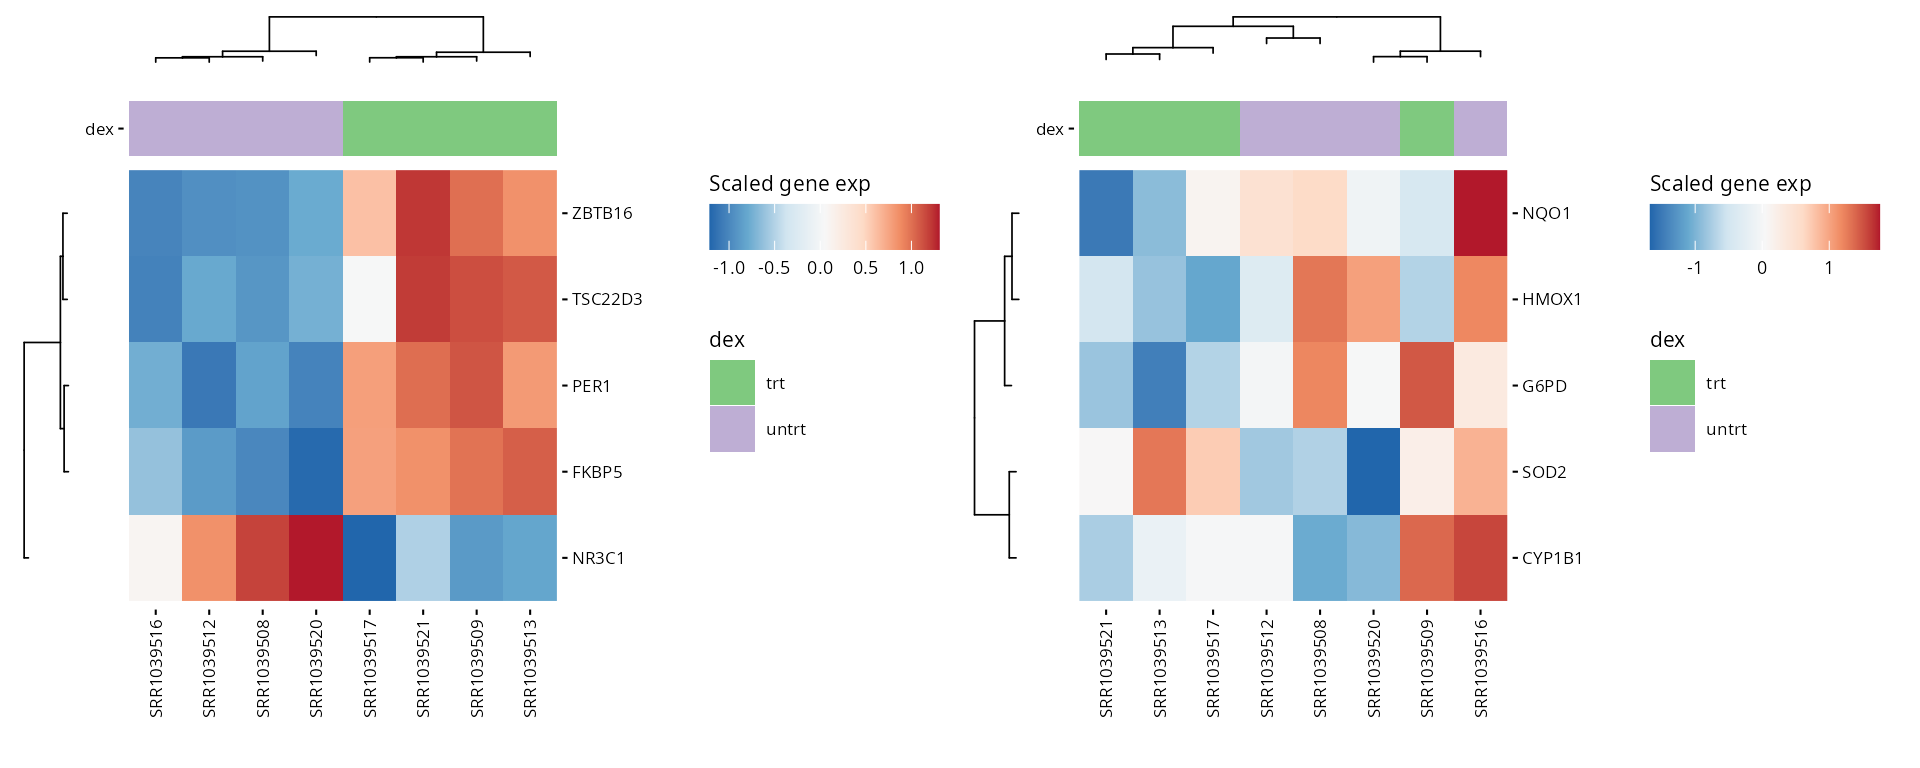 dex
ZBTB16
TSC22D3
PER1
FKBP5
NR3C1
SRR1039516
SRR1039512
SRR1039508
SRR1039520
SRR1039517
SRR1039521
SRR1039509
SRR1039513
Scaled gene exp
-1.0 -0.5 0.0 0.5 1.0
dex
trt
untrt
dex
NQO1
HMOX1
G6PD
SOD2
CYP1B1
SRR1039521
SRR1039513
SRR1039517
SRR1039512
SRR1039508
SRR1039520
SRR1039509
SRR1039516
Scaled gene exp
-1 0 1
dex
trt
untrt